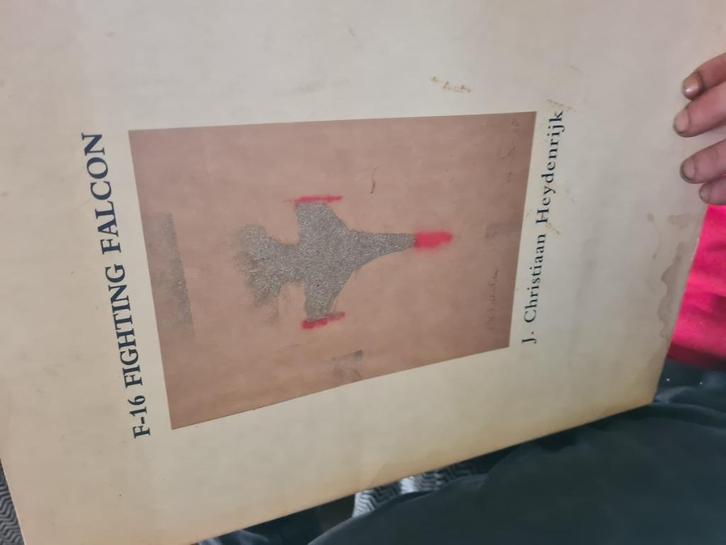 F-16 FIGHTING FALCON
J. Christiaan Heydenrijk